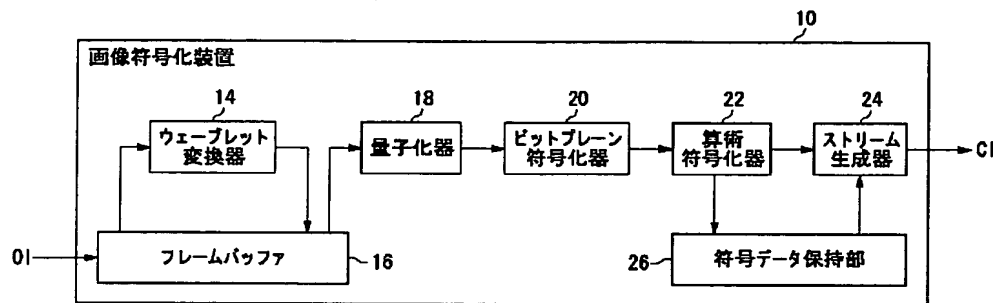 10
画像符号化装置
14
ウェーブレット
変換器
18
量子化器
20
ビットプレーン
符号化器
22
算術
符号化器
24
ストリーム
生成器
CI
OI
フレームバッファ
16
26
符号データ保持部